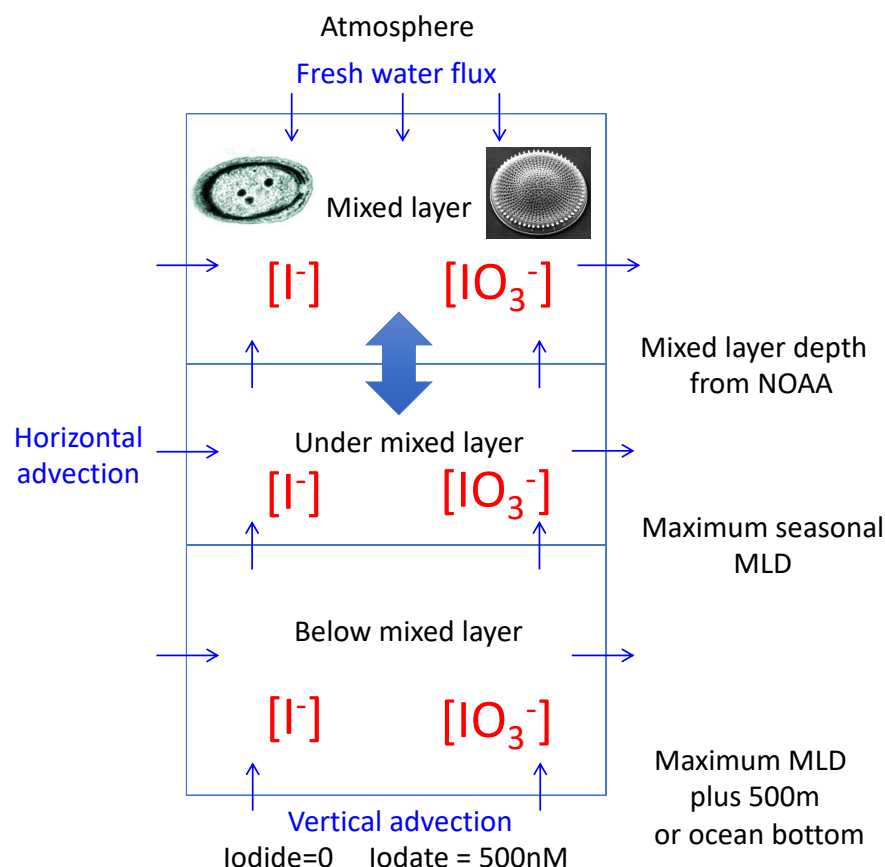 Atmosphere
Fresh water flux
Mixed layer
[I⁻] [IO₃⁻]
Mixed layer depth
from NOAA
Under mixed layer
Horizontal
advection
[I⁻] [IO₃⁻]
Maximum seasonal
MLD
Below mixed layer
[I⁻] [IO₃⁻]
Maximum MLD
plus 500m
or ocean bottom
Vertical advection
Iodide=0 Iodate = 500nM